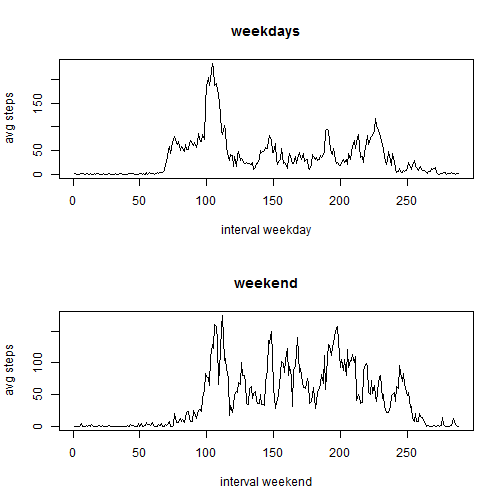 weekdays
avg steps
0 50 150
0 50 100 150 200 250
interval weekday
weekend
avg steps
0 50 100
0 50 100 150 200 250
interval weekend